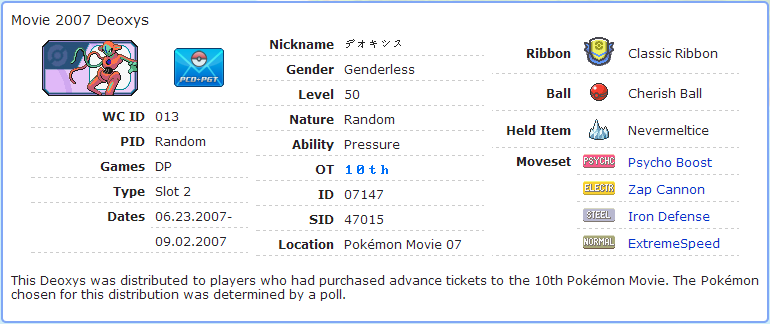 Movie 2007 Deoxys
PCD•PGT
WC ID 013
PID Random
Games DP
Type Slot 2
Dates 06.23.2007-
09.02.2007
Nickname デオキシス
Gender Genderless
Level 50
Nature Random
Ability Pressure
OT 10th
ID 07147
SID 47015
Location Pokémon Movie 07
Ribbon Classic Ribbon
Ball Cherish Ball
Held Item Nevermeltice
Moveset PSYCHC Psycho Boost
ELECTR Zap Cannon
STEEL Iron Defense
NORMAL ExtremeSpeed
This Deoxys was distributed to players who had purchased advance tickets to the 10th Pokémon Movie. The Pokémon
chosen for this distribution was determined by a poll.